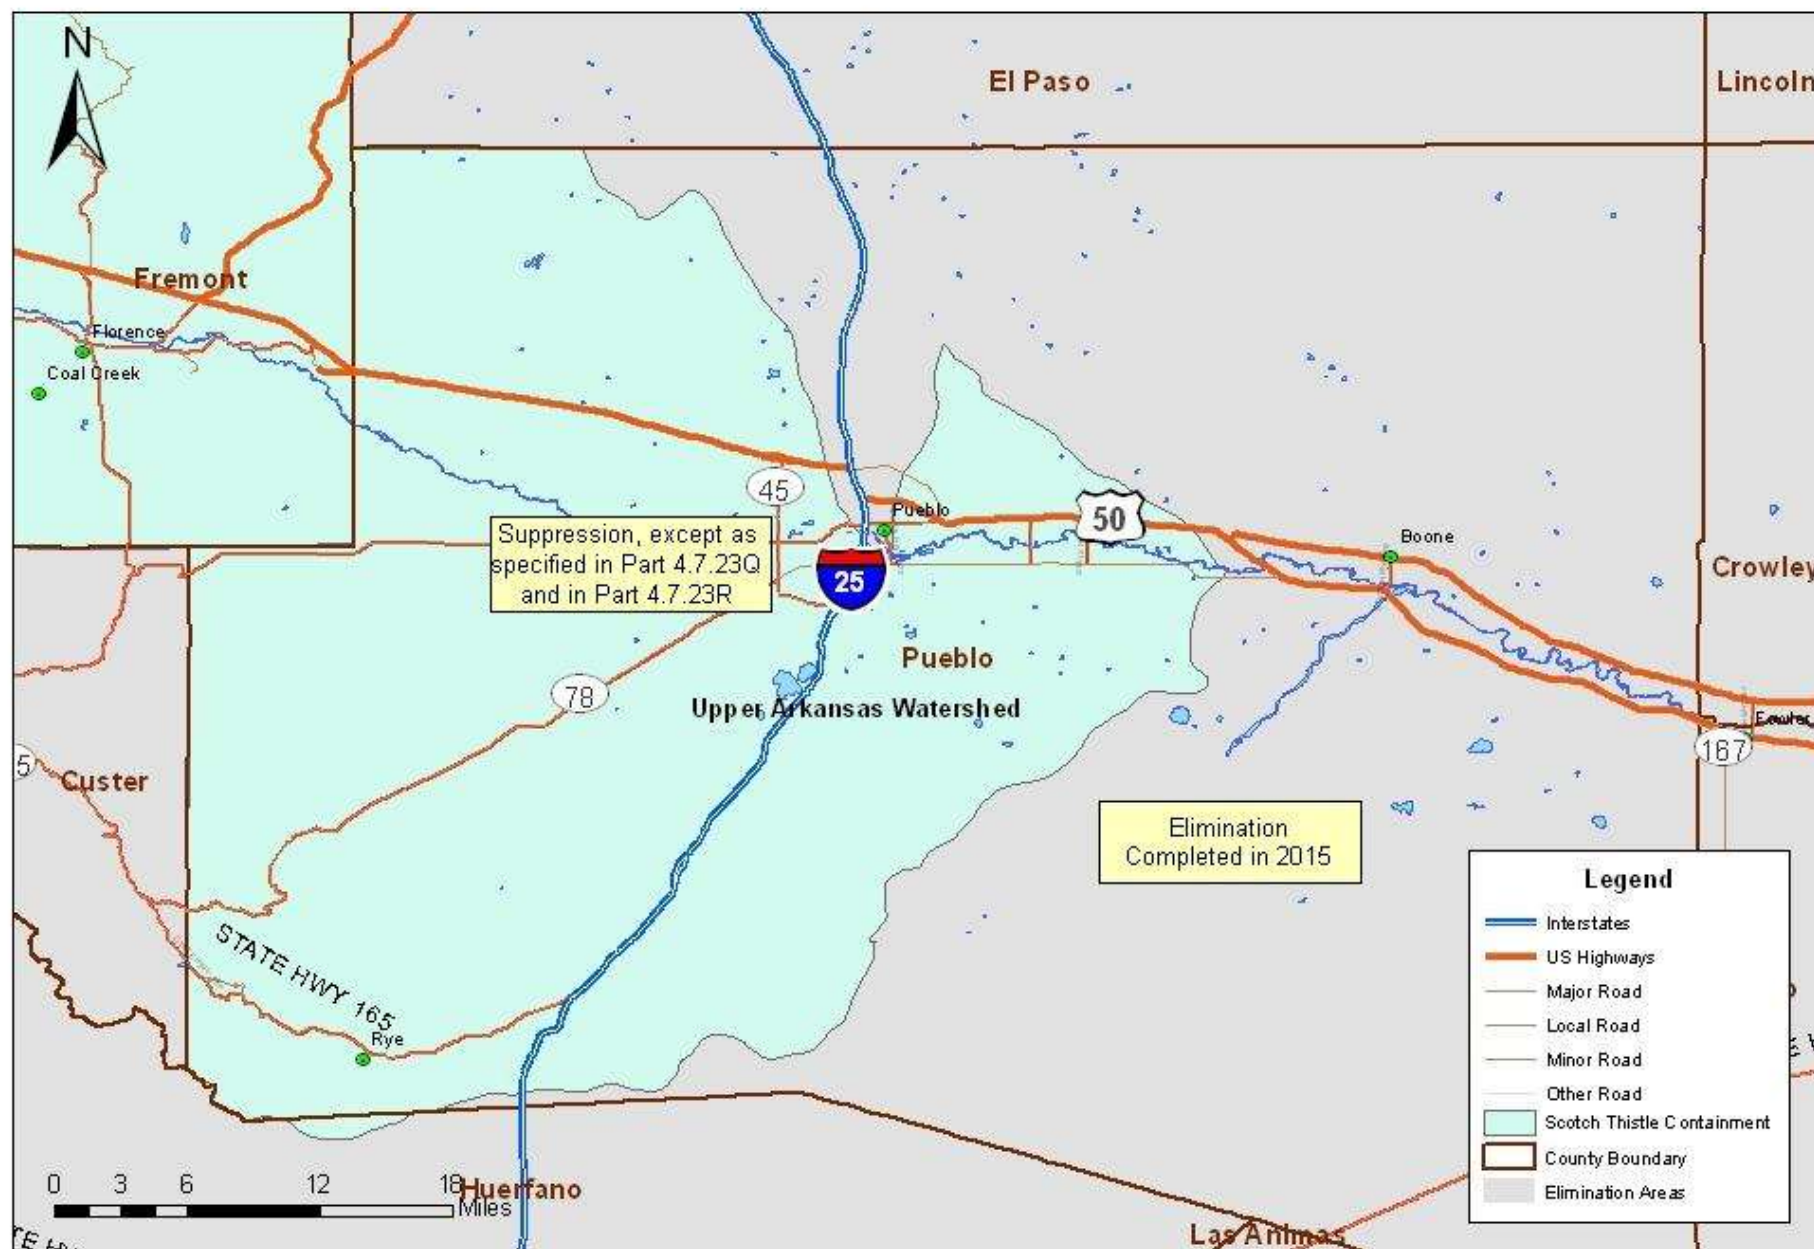 N
El Paso
Lincoln
Fremont
Florence
Coal Creek
45
Pueblo
50
Boone
Suppression, except as
specified in Part 4.7.23Q
and in Part 4.7.23R
25
Crowley
Pueblo
78
Upper Arkansas Watershed
Fowler
167
5
Custer
Elimination
Completed in 2015
STATE HWY 165
Rye
Legend
Interstates
US Highways
Major Road
Local Road
Minor Road
Other Road
Scotch Thistle Containment
County Boundary
Elimination Areas
0 3 6 12 18
Miles
Huerfano
Las Animas